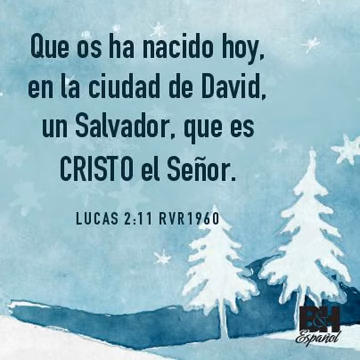 Que os ha nacido hoy,
en la ciudad de David,
un Salvador, que es
CRISTO el Señor.
LUCAS 2:11 RVR1960
B&H
Español